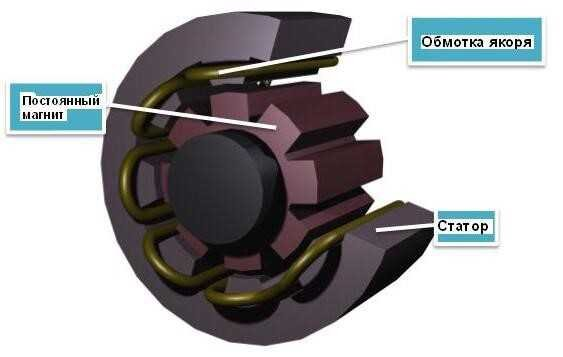 Обмотка якоря
Постоянный
магнит
Статор